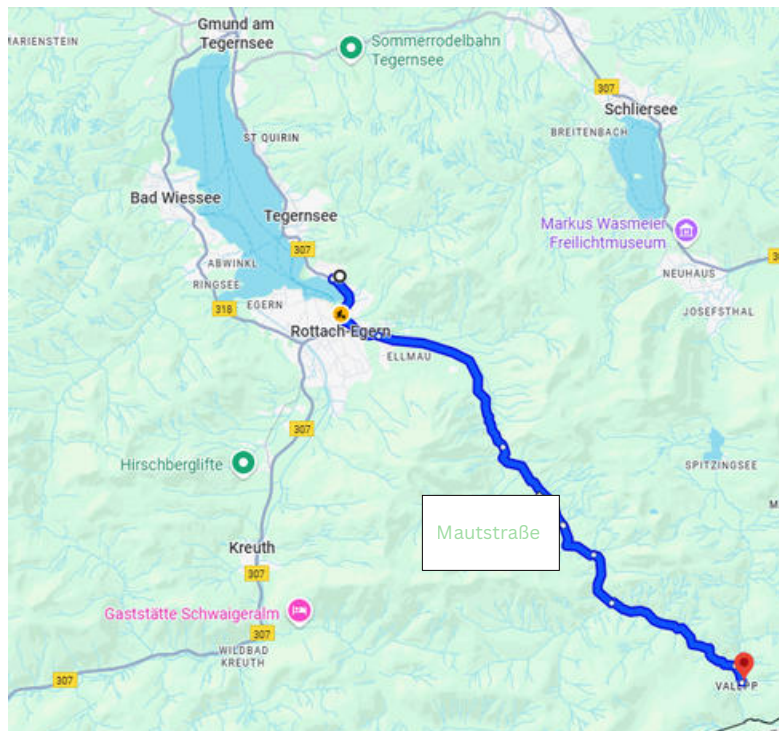 Gmund am
Tegernsee
ARIENSTEIN
Sommerrodelbahn
Tegernsee
307
Schliersee
BREITENBACH
ST QUIRIN
Bad Wiessee
Tegernsee
Markus Wasmeier
Freilichtmuseum
307
ABWINKL
RINGSEE
EGERN
318
NEUHAUS
JOSEFSTHAL
Rottach-Egern
ELLMAU
307
Hirschberglifte
SPITZINGSEE
Mautstraße
Kreuth
307
Gaststätte Schwaigeralm
307
WILDBAD
KREUTH
307
VALEPP